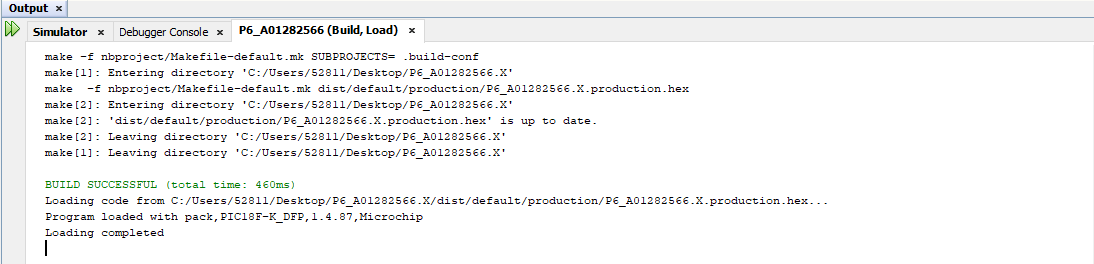 Output ×
Simulator × Debugger Console × P6_A01282566 (Build, Load) ×
make -f nbproject/Makefile-default.mk SUBPROJECTS= .build-conf
make[1]: Entering directory 'C:/Users/52811/Desktop/P6_A01282566.X'
make  -f nbproject/Makefile-default.mk dist/default/production/P6_A01282566.X.production.hex
make[2]: Entering directory 'C:/Users/52811/Desktop/P6_A01282566.X'
make[2]: 'dist/default/production/P6_A01282566.X.production.hex' is up to date.
make[2]: Leaving directory 'C:/Users/52811/Desktop/P6_A01282566.X'
make[1]: Leaving directory 'C:/Users/52811/Desktop/P6_A01282566.X'
BUILD SUCCESSFUL (total time: 460ms)
Loading code from C:/Users/52811/Desktop/P6_A01282566.X/dist/default/production/P6_A01282566.X.production.hex...
Program loaded with pack,PIC18F-K_DFP,1.4.87,Microchip
Loading completed